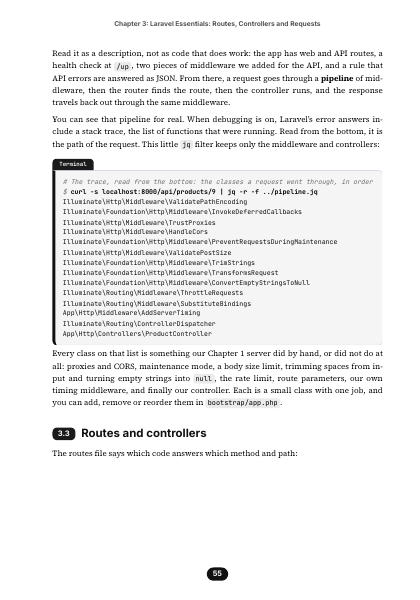 Chapter 3: Laravel Essentials: Routes, Controllers and Requests
Read it as a description, not as code that does work: the app has web and API routes, a
health check at /up, two pieces of middleware we added for the API, and a rule that
API errors are answered as JSON. From there, a request goes through a pipeline of mid-
dleware, then the router finds the route, then the controller runs, and the response
travels back out through the same middleware.
You can see that pipeline for real. When debugging is on, Laravel's error answers in-
clude a stack trace, the list of functions that were running. Read from the bottom, it is
the path of the request. This little jq filter keeps only the middleware and controllers:
Terminal
# The trace, read from the bottom: the classes a request went through, in order
$ curl -s localhost:8000/api/products/9 | jq -r -f ../pipeline.jq
Illuminate\Http\Middleware\ValidatePathEncoding
Illuminate\Foundation\Http\Middleware\InvokeDeferredCallbacks
Illuminate\Http\Middleware\TrustProxies
Illuminate\Http\Middleware\HandleCors
Illuminate\Foundation\Http\Middleware\PreventRequestsDuringMaintenance
Illuminate\Http\Middleware\ValidatePostSize
Illuminate\Foundation\Http\Middleware\TrimStrings
Illuminate\Foundation\Http\Middleware\TransformsRequest
Illuminate\Foundation\Http\Middleware\ConvertEmptyStringsToNull
Illuminate\Routing\Middleware\ThrottleRequests
Illuminate\Routing\Middleware\SubstituteBindings
App\Http\Middleware\AddServerTiming
Illuminate\Routing\ControllerDispatcher
App\Http\Controllers\ProductController
Every class on that list is something our Chapter 1 server did by hand, or did not do at
all: proxies and CORS, maintenance mode, a body size limit, trimming spaces from in-
put and turning empty strings into null, the rate limit, route parameters, our own
timing middleware, and finally our controller. Each is a small class with one job, and
you can add, remove or reorder them in bootstrap/app.php.
3.3 Routes and controllers
The routes file says which code answers which method and path:
55